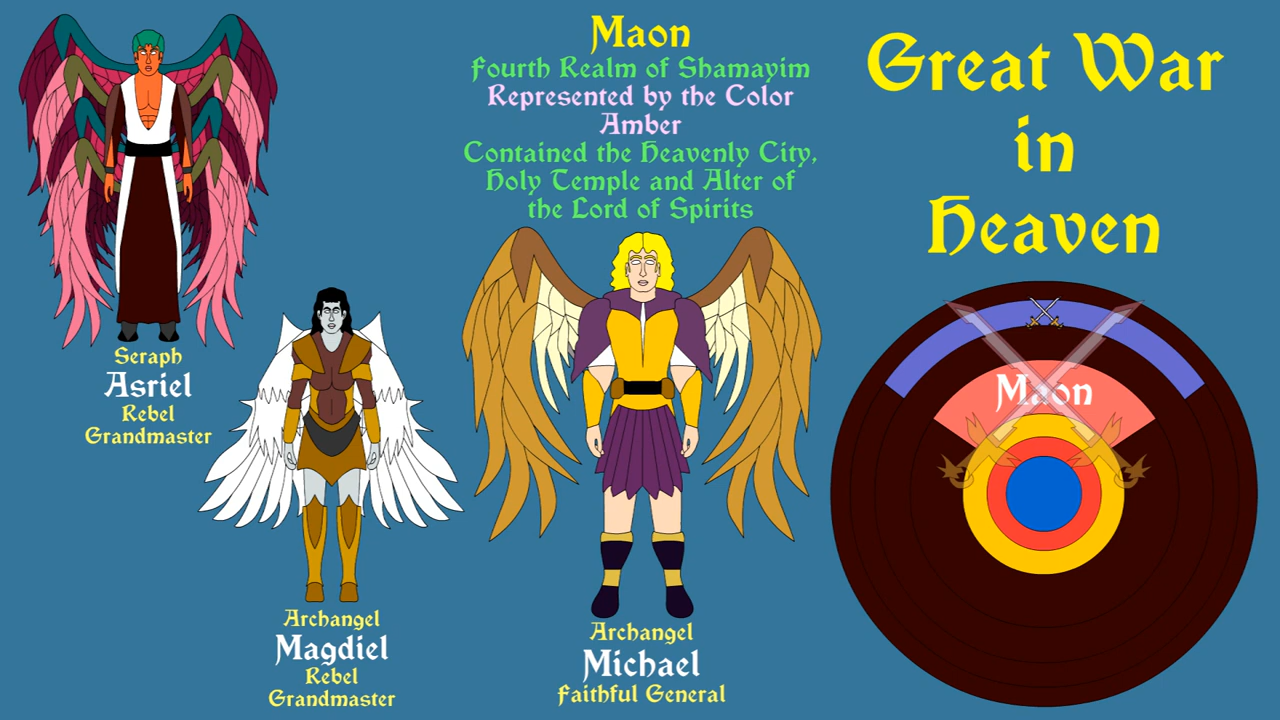 Maon
Fourth Realm of Shamayim
Represented by the Color
Amber
Contained the Heavenly City,
Holy Temple and Alter of
the Lord of Spirits
Great War
in
Heaven
Seraph
Asriel
Rebel
Grandmaster
Archangel
Magdiel
Rebel
Grandmaster
Archangel
Michael
Faithful General
Maon